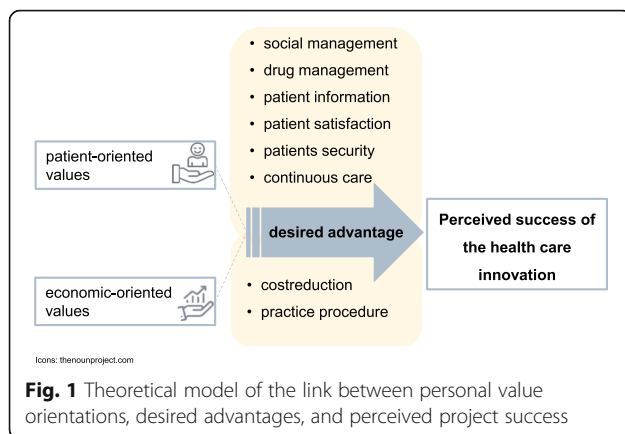 • social management
• drug management
• patient information
• patient satisfaction
• patients security
• continuous care
patient-oriented
values
desired advantage
Perceived success of
the health care
innovation
economic-oriented
values
• costreduction
• practice procedure
Icons: thenounproject.com
Fig. 1 Theoretical model of the link between personal value
orientations, desired advantages, and perceived project success